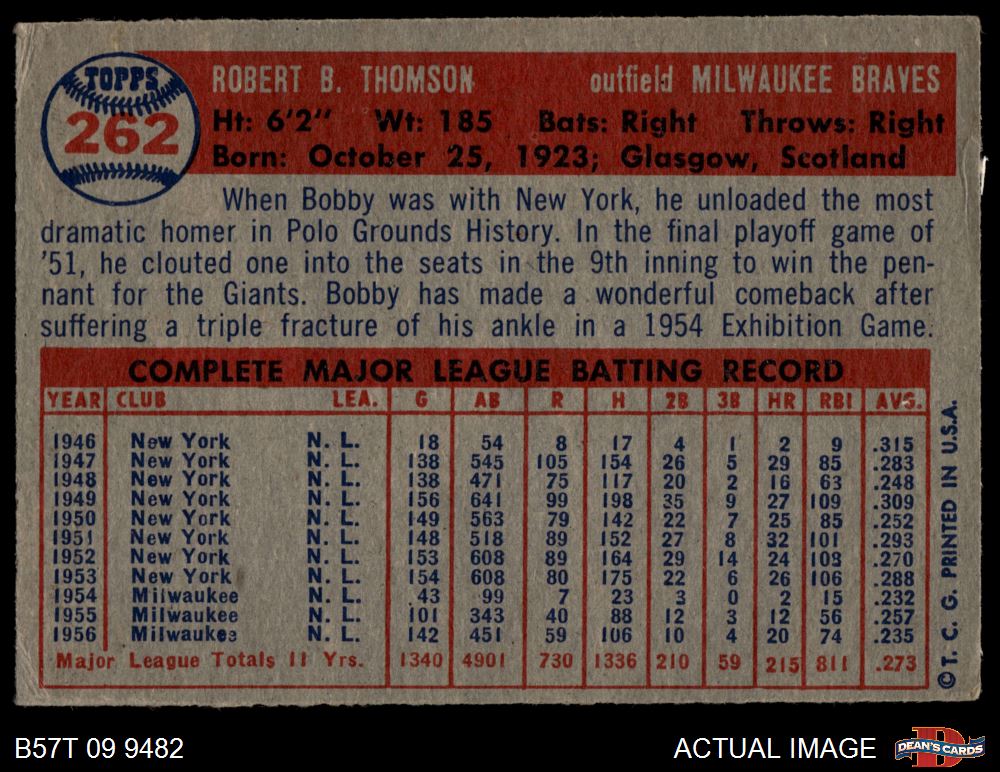 TOPPS
262
ROBERT B. THOMSON outfield MILWAUKEE BRAVES
Ht: 6'2" Wt: 185 Bats: Right Throws: Right
Born: October 25, 1923; Glasgow, Scotland
When Bobby was with New York, he unloaded the most
dramatic homer in Polo Grounds History. In the final playoff game of
'51, he clouted one into the seats in the 9th inning to win the pen-
nant for the Giants. Bobby has made a wonderful comeback after
suffering a triple fracture of his ankle in a 1954 Exhibition Game.
COMPLETE MAJOR LEAGUE BATTING RECORD
YEAR CLUB LEA. G AB R H 2B 3B HR RBI AVG.
1946 New York N. L. 18 54 8 17 4 1 2 9 .315
1947 New York N. L. 138 545 105 154 26 5 29 85 .283
1948 New York N. L. 138 471 75 117 20 2 16 63 .248
1949 New York N. L. 156 641 99 198 35 9 27 109 .309
1950 New York N. L. 149 563 79 142 22 7 25 85 .252
1951 New York N. L. 148 518 89 152 27 8 32 101 .293
1952 New York N. L. 153 608 89 164 29 14 24 108 .270
1953 New York N. L. 154 608 80 175 22 6 26 106 .288
1954 Milwaukee N. L. 43 99 7 23 3 0 2 15 .232
1955 Milwaukee N. L. 101 343 40 88 12 3 12 56 .257
1956 Milwaukee N. L. 142 451 59 106 10 4 20 74 .235
Major League Totals 11 Yrs. 1340 4901 730 1336 210 59 215 811 .273
© T. C. G. PRINTED IN U.S.A.
B57T 09 9482 ACTUAL IMAGE
DEAN'S CARDS